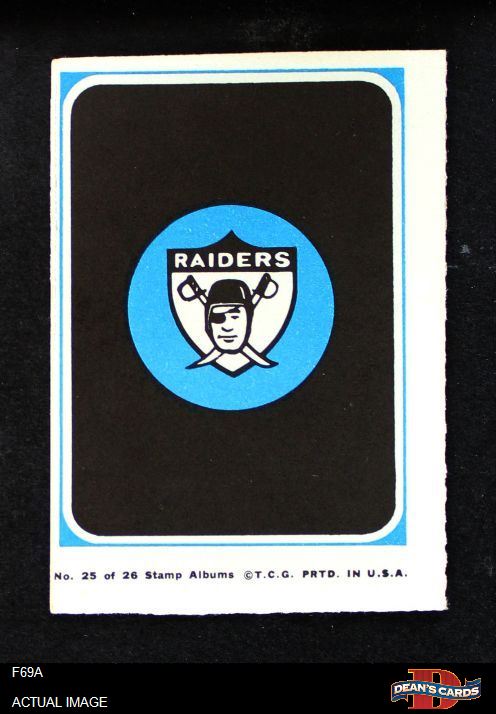 RAIDERS
No. 25 of 26 Stamp Albums ©T.C.G. PRTD. IN U.S.A.
F69A
ACTUAL IMAGE
D
DEAN'S CARDS